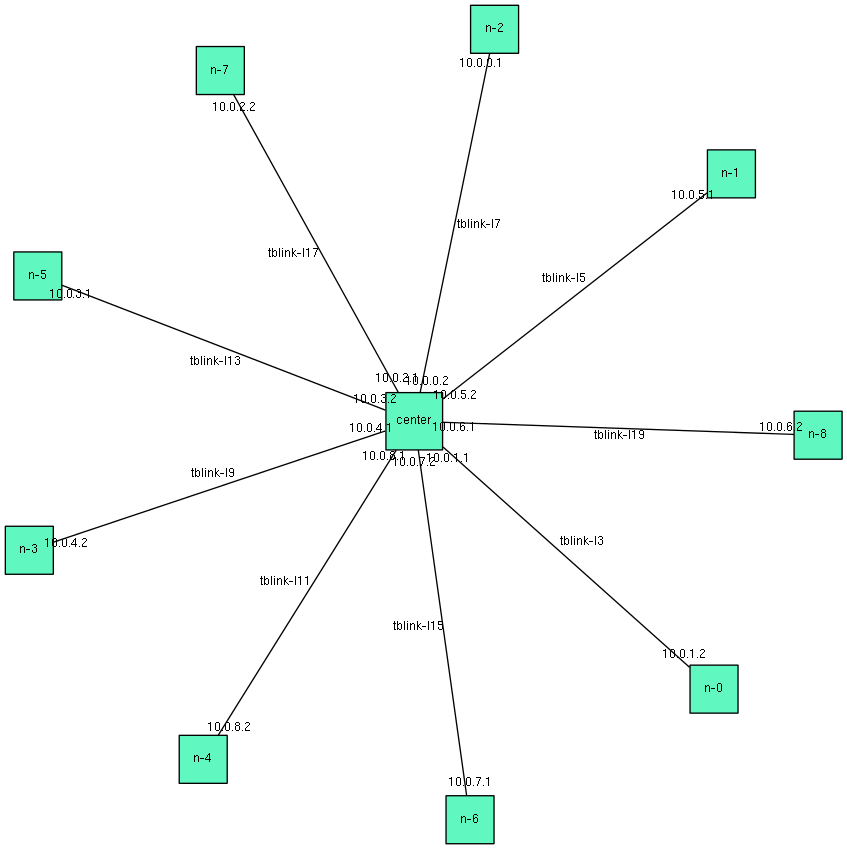 n-2
10.0.0.1
n-7
10.0.2.2
n-1
10.0.5.1
tblink-l7
tblink-l17
n-5
10.0.3.1
tblink-l5
tblink-l13
10.0.2.1
10.0.0.2
10.0.3.2
10.0.5.2
center
10.0.4.1
10.0.6.1
10.0.6.2
tblink-l19
n-8
10.0.8.1
10.0.7.2
10.0.1.1
tblink-l9
n-3
10.0.4.2
tblink-l3
tblink-l11
tblink-l15
10.0.1.2
n-0
10.0.8.2
n-4
10.0.7.1
n-6